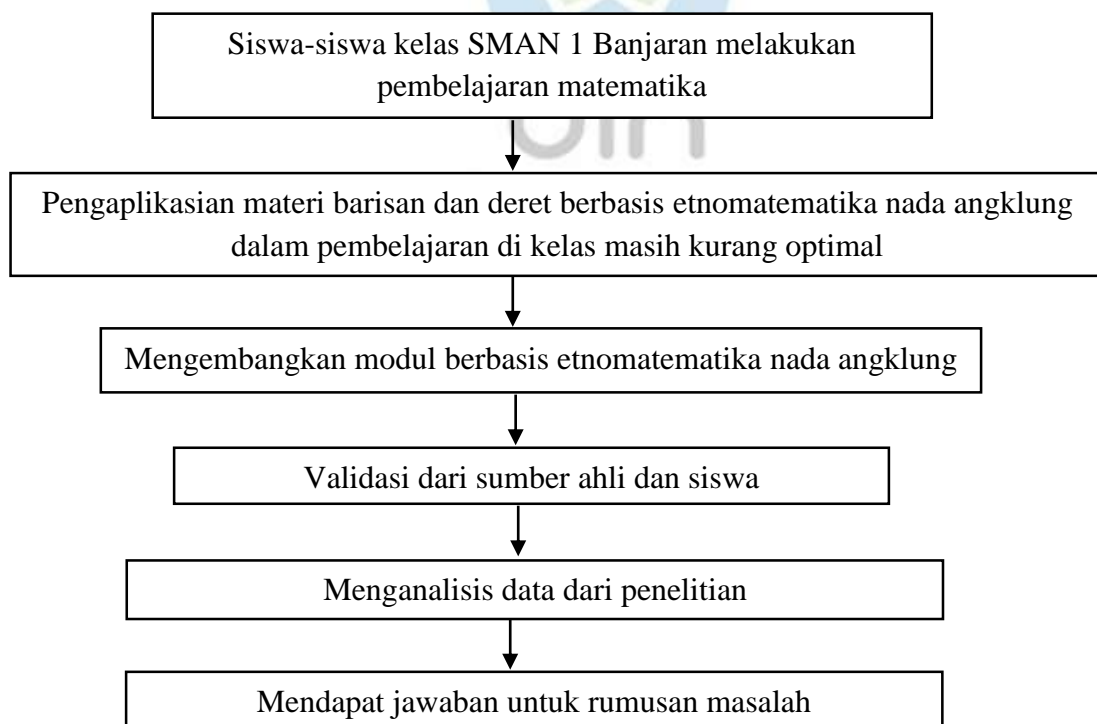 Siswa-siswa kelas SMAN 1 Banjaran melakukan
pembelajaran matematika
uin
Pengaplikasian materi barisan dan deret berbasis etnomatematika nada angklung
dalam pembelajaran di kelas masih kurang optimal
Mengembangkan modul berbasis etnomatematika nada angklung
Validasi dari sumber ahli dan siswa
Menganalisis data dari penelitian
Mendapat jawaban untuk rumusan masalah